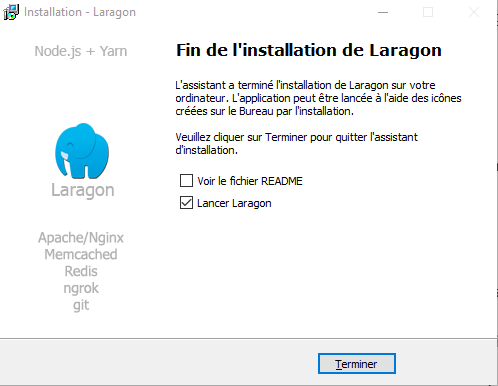 Installation - Laragon
Node.js + Yarn
Laragon
Apache/Nginx
Memcached
Redis
ngrok
git
Fin de l'installation de Laragon
L'assistant a terminé l'installation de Laragon sur votre
ordinateur. L'application peut être lancée à l'aide des icônes
créées sur le Bureau par l'installation.
Veuillez cliquer sur Terminer pour quitter l'assistant
d'installation.
Voir le fichier README
Lancer Laragon
Terminer